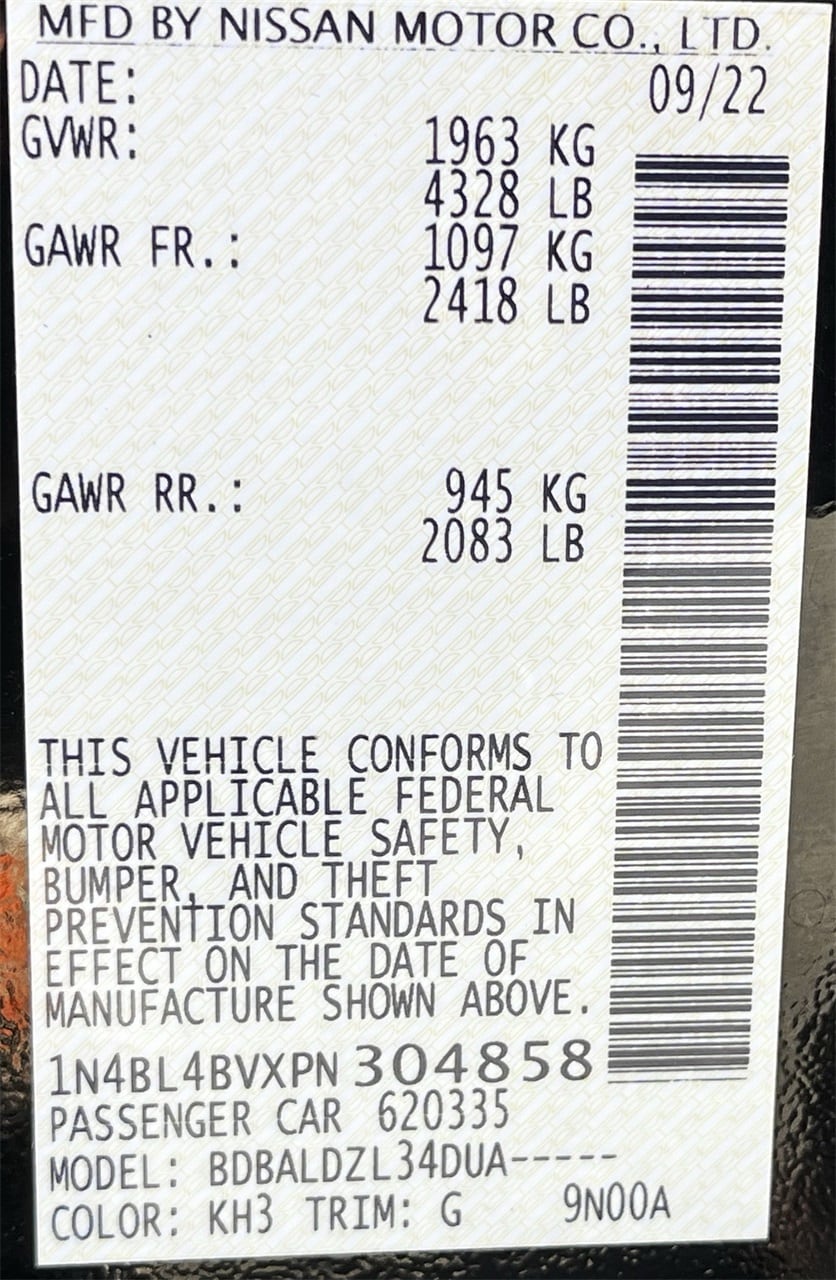 MFD BY NISSAN MOTOR CO., LTD.
DATE: 09/22
GVWR: 1963 KG
4328 LB
GAWR FR.: 1097 KG
2418 LB
GAWR RR.: 945 KG
2083 LB
THIS VEHICLE CONFORMS TO
ALL APPLICABLE FEDERAL
MOTOR VEHICLE SAFETY,
BUMPER, AND THEFT
PREVENTION STANDARDS IN
EFFECT ON THE DATE OF
MANUFACTURE SHOWN ABOVE.
1N4BL4BVXPN304858
PASSENGER CAR 620335
MODEL: BDBALDZL34DUA-----
COLOR: KH3 TRIM: G 9N00A